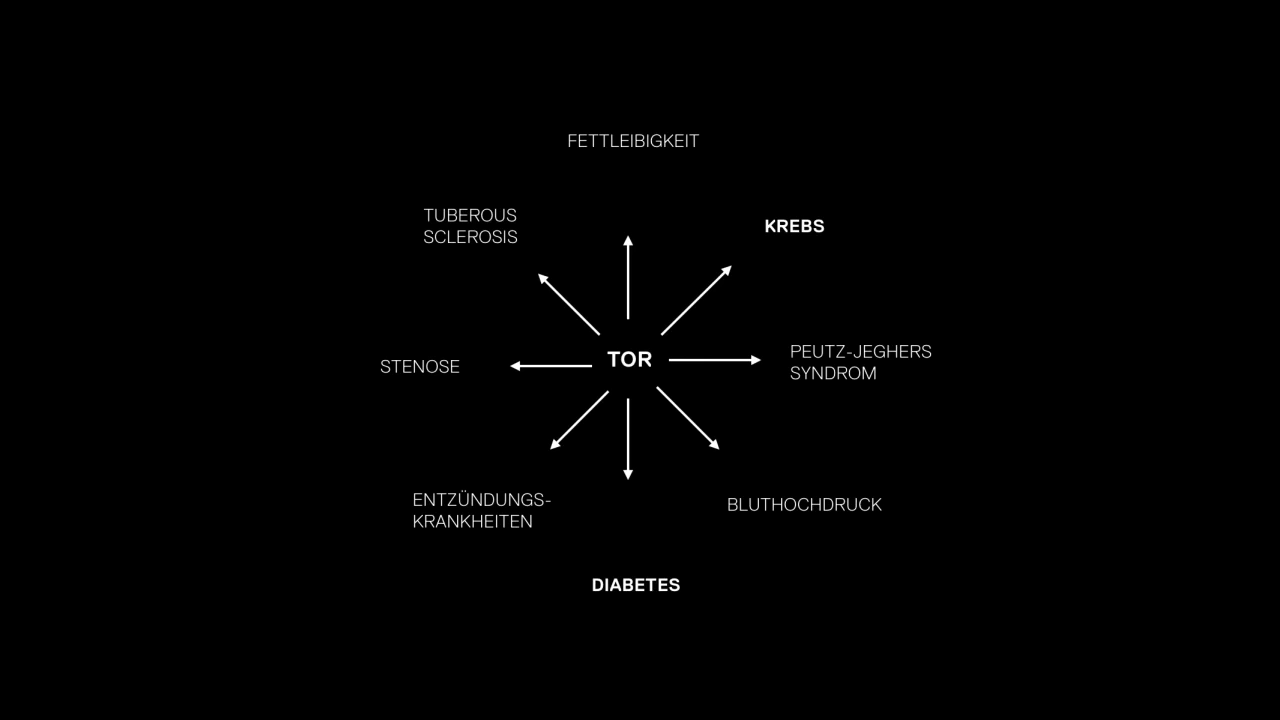 FETTLEIBIGKEIT
TUBEROUS
SCLEROSIS
KREBS
STENOSE
TOR
PEUTZ-JEGHERS
SYNDROM
ENTZÜNDUNGS-
KRANKHEITEN
BLUTHOCHDRUCK
DIABETES